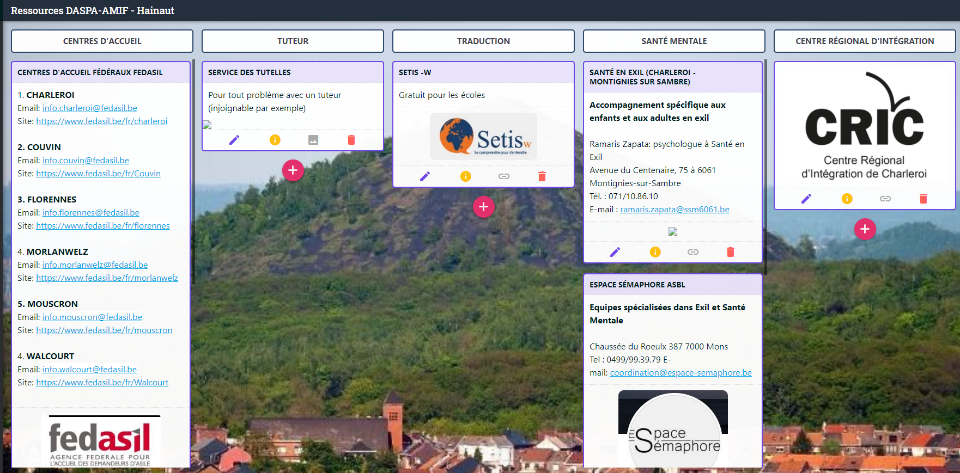 Ressources DASPA-AMIF - Hainaut
CENTRES D'ACCUEIL
CENTRES D'ACCUEIL FÉDÉRAUX FEDASIL
1. CHARLEROI
Email: info.charleroi@fedasil.be
Site: https://www.fedasil.be/fr/charleroi
2. COUVIN
Email: info.couvin@fedasil.be
Site: https://www.fedasil.be/fr/Couvin
3. FLORENNES
Email: info.florennes@fedasil.be
Site: https://www.fedasil.be/fr/florennes
4. MORLANWELZ
Email: info.morlanwelz@fedasil.be
Site: https://www.fedasil.be/fr/morlanwelz
5. MOUSCRON
Email: info.mouscron@fedasil.be
Site: https://www.fedasil.be/fr/mouscron
4. WALCOURT
Email: info.walcourt@fedasil.be
Site: https://www.fedasil.be/fr/Walcourt
fedasil
AGENCE FEDERALE POUR
L'ACCUEIL DES DEMANDEURS D'ASILE
TUTEUR
SERVICE DES TUTELLES
Pour tout problème avec un tuteur
(injoignable par exemple)
TRADUCTION
SETIS -W
Gratuit pour les écoles
Setis w
Se comprendre pour s'entendre
SANTÉ MENTALE
SANTÉ EN EXIL (CHARLEROI -
MONTIGNIES SUR SAMBRE)
Accompagnement spécifique aux
enfants et aux adultes en exil
Ramaris Zapata: psychologue à Santé en
Exil
Avenue du Centenaire, 75 à 6061
Montignies-sur-Sambre
Tél. : 071/10.86.10
E-mail : ramaris.zapata@ssm6061.be
ESPACE SÉMAPHORE ASBL
Equipes spécialisées dans Exil et Santé
Mentale
Chaussée du Roeulx 387 7000 Mons
Tel : 0499/99.39.79 E-
mail: coordination@espace-semaphore.be
ESpace
Sémaphore
CENTRE RÉGIONAL D'INTÉGRATION
CRIC
Centre Régional
d'Intégration de Charleroi